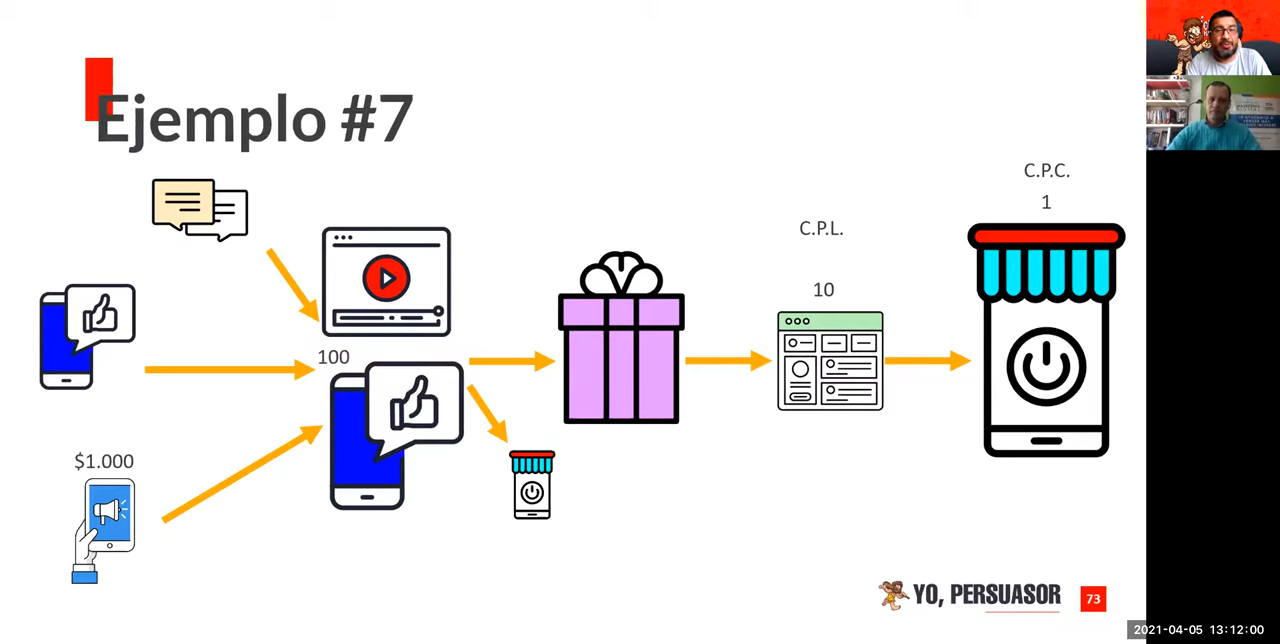 Ejemplo #7
C.P.C.
1
C.P.L.
10
100
$1.000
YO, PERSUASOR
73
2021-04-05 13:12:00